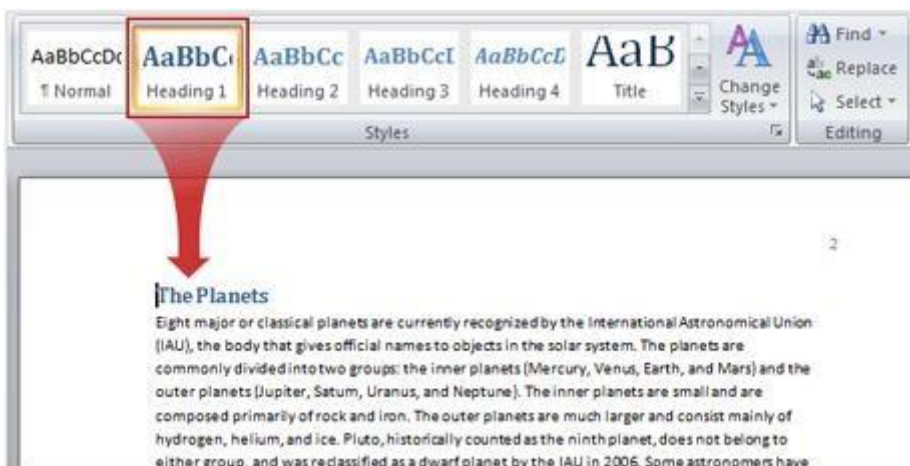 AaBbCcDc
AaBbC
AaBbCc
AaBbCcI
AaBbCcL
AaB
¶ Normal
Heading 1
Heading 2
Heading 3
Heading 4
Title
Change
Styles
Styles
Find
Replace
Select
Editing
2
The Planets
Eight major or classical planets are currently recognized by the International Astronomical Union
(IAU), the body that gives official names to objects in the solar system. The planets are
commonly divided into two groups: the inner planets (Mercury, Venus, Earth, and Mars) and the
outer planets (Jupiter, Saturn, Uranus, and Neptune). The inner planets are small and are
composed primarily of rock and iron. The outer planets are much larger and consist mainly of
hydrogen, helium, and ice. Pluto, historically counted as the ninth planet, does not belong to
either group, and was reclassified as a dwarf planet by the IAU in 2006. Some astronomers have